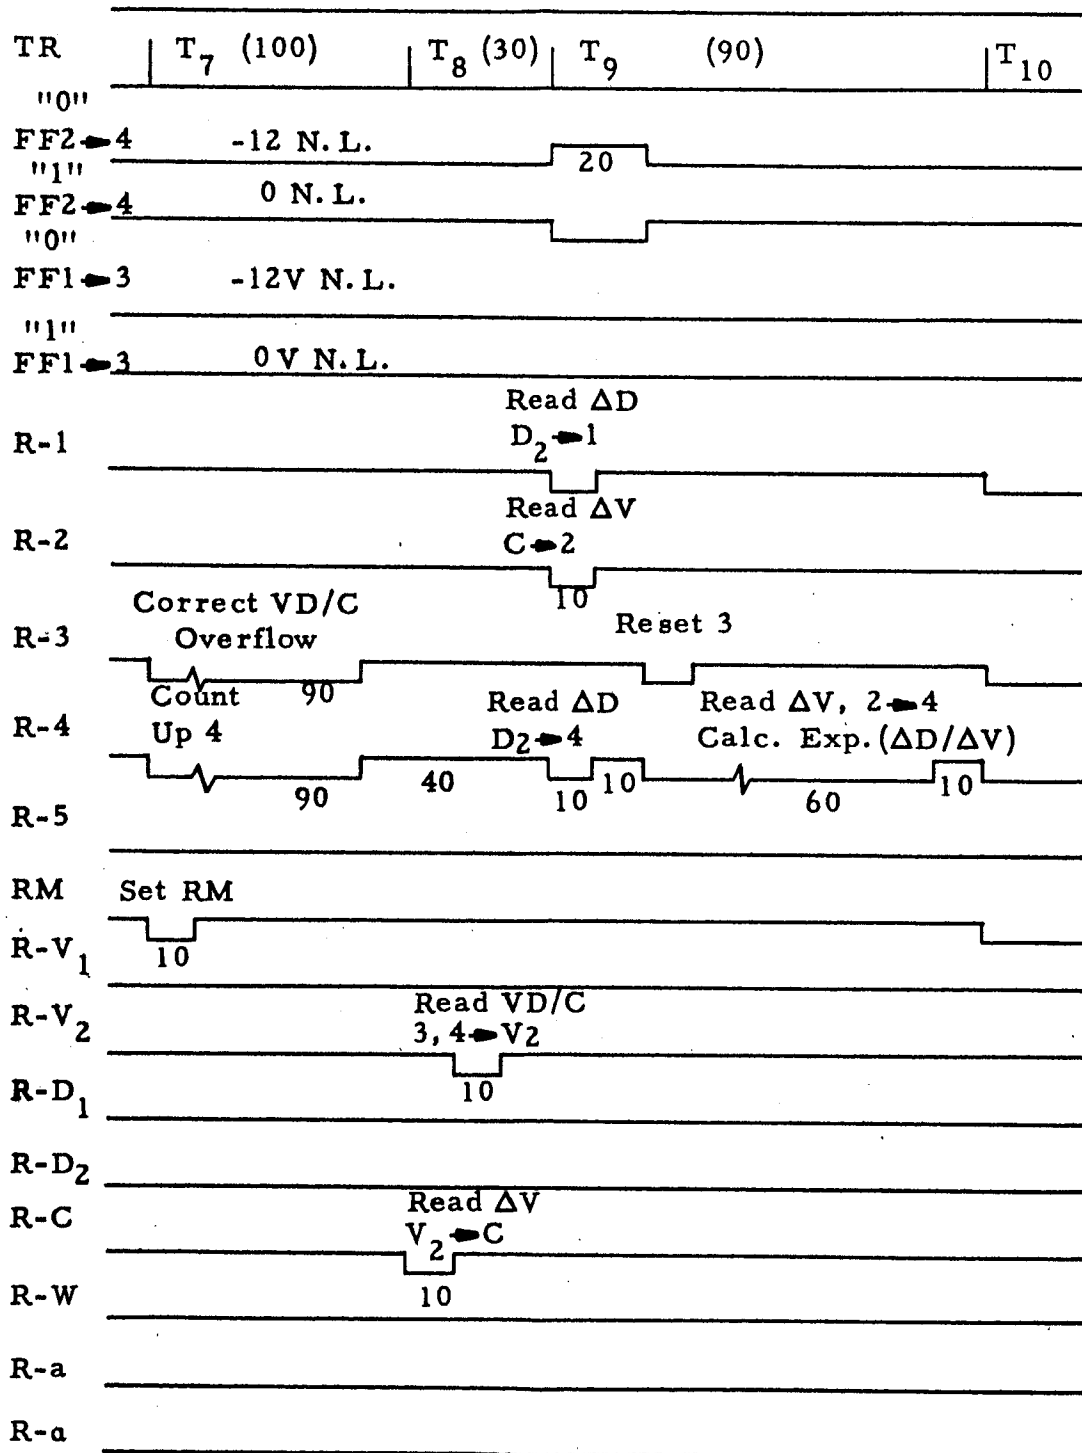 TR T7 (100) T8 (30) T9 (90) T10
"0"
FF2→4 -12 N.L. 20
"1"
FF2→4 0 N.L.
"0"
FF1→3 -12V N.L.
"1"
FF1→3 0V N.L.
Read ΔD
R-1 D2→1
Read ΔV
R-2 C→2
10
Correct VD/C
R-3 Overflow Reset 3
Count 90 Read ΔD Read ΔV, 2→4
R-4 Up 4 D2→4 Calc. Exp. (ΔD/ΔV)
90 40 10 10 60 10
R-5
RM Set RM
R-V1 10
Read VD/C
R-V2 3, 4→V2
10
R-D1
R-D2
Read ΔV
R-C V2→C
10
R-W
R-a
R-α